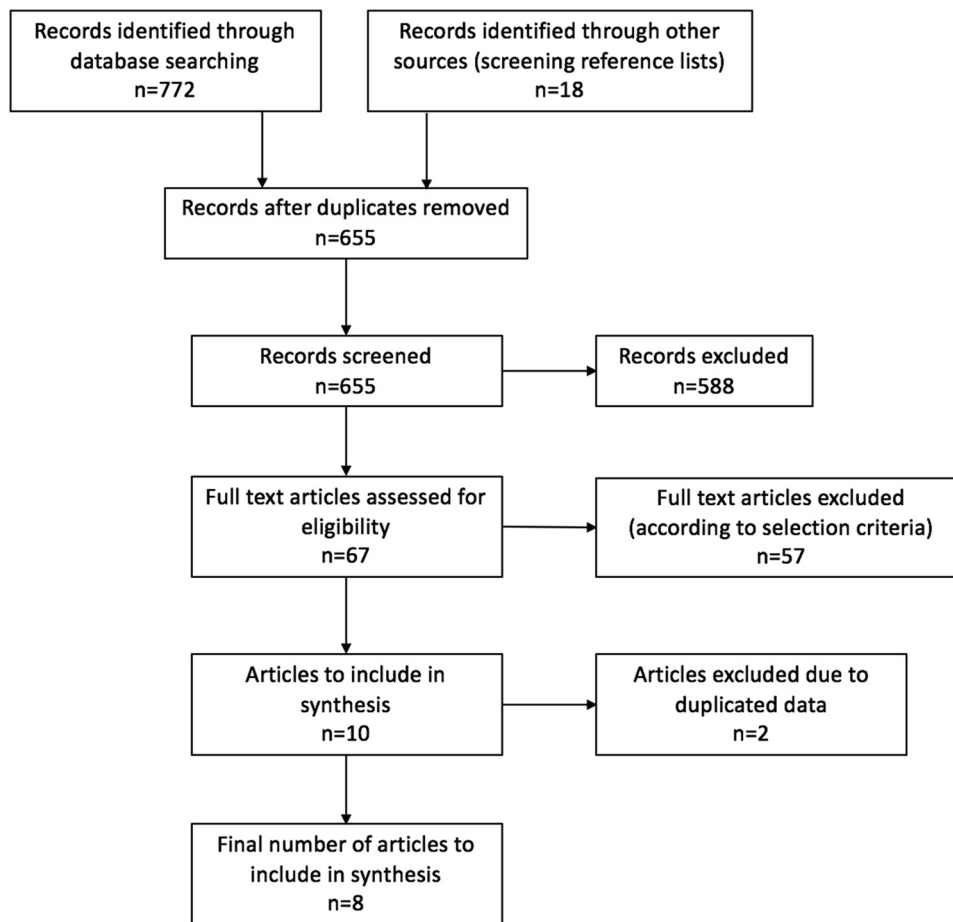 Records identified through
database searching
n=772
Records identified through other
sources (screening reference lists)
n=18
Records after duplicates removed
n=655
Records screened
n=655
Records excluded
n=588
Full text articles assessed for
eligibility
n=67
Full text articles excluded
(according to selection criteria)
n=57
Articles to include in
synthesis
n=10
Articles excluded due to
duplicated data
n=2
Final number of articles to
include in synthesis
n=8